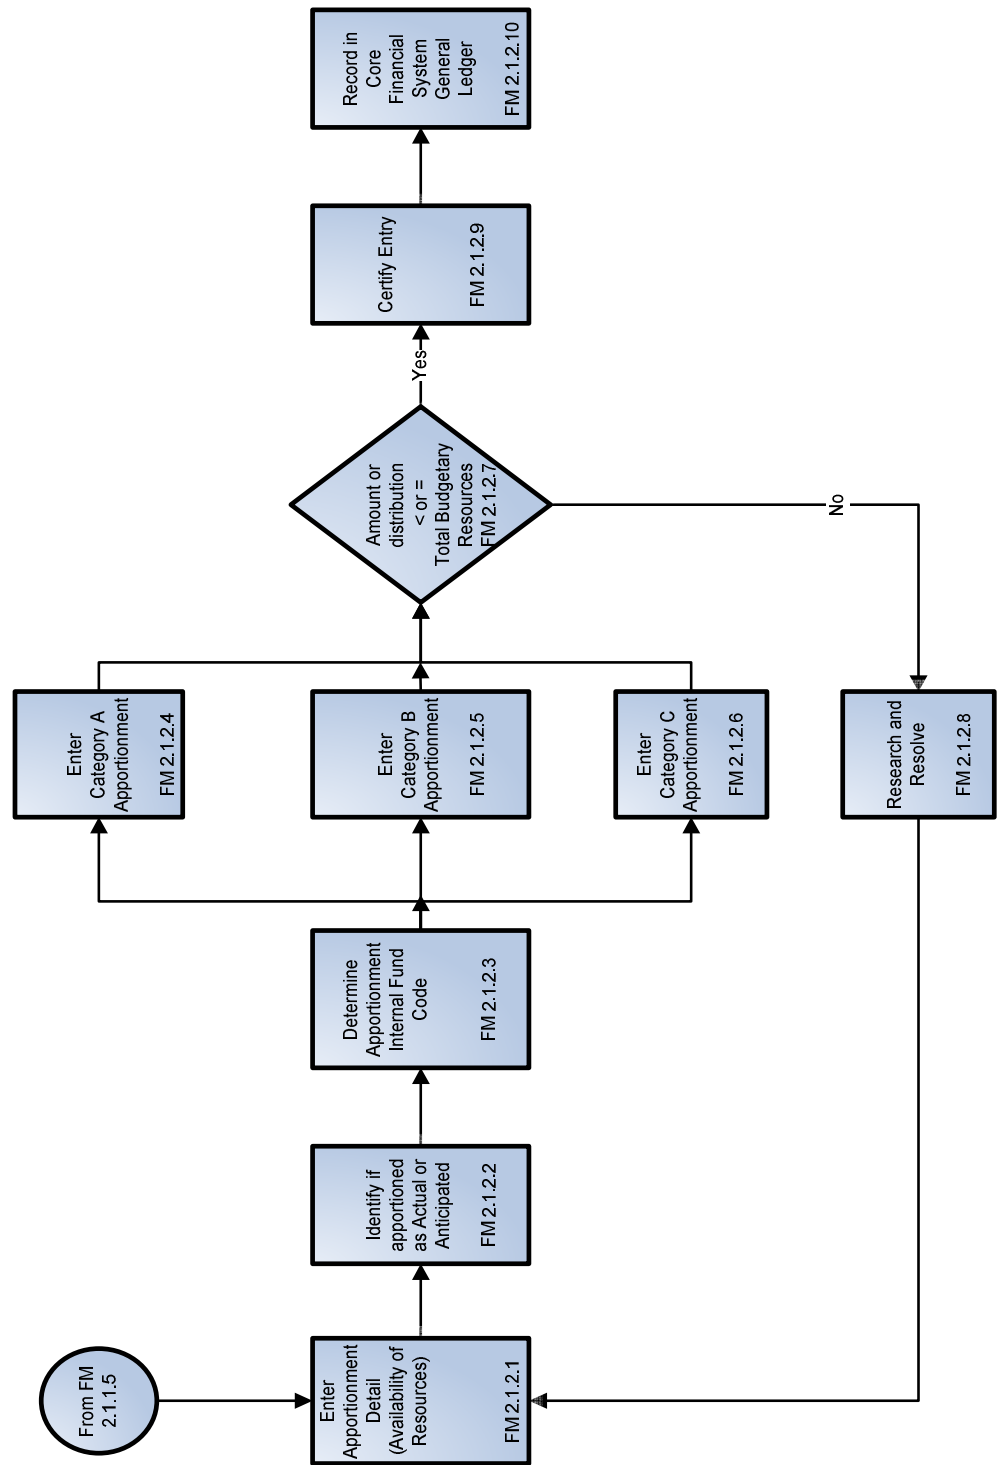 From FM
2.1.1.5
Enter
Apportionment
Detail
(Availability of
Resources)
FM 2.1.2.1
Identify if
apportioned
as Actual or
Anticipated
FM 2.1.2.2
Determine
Apportionment
Internal Fund
Code
FM 2.1.2.3
Enter
Category A
Apportionment
FM 2.1.2.4
Enter
Category B
Apportionment
FM 2.1.2.5
Enter
Category C
Apportionment
FM 2.1.2.6
Amount or
distribution
< or =
Total Budgetary
Resources
FM 2.1.2.7
Yes
No
Research and
Resolve
FM 2.1.2.8
Certify Entry
FM 2.1.2.9
Record in
Core
Financial
System
General
Ledger
FM 2.1.2.10